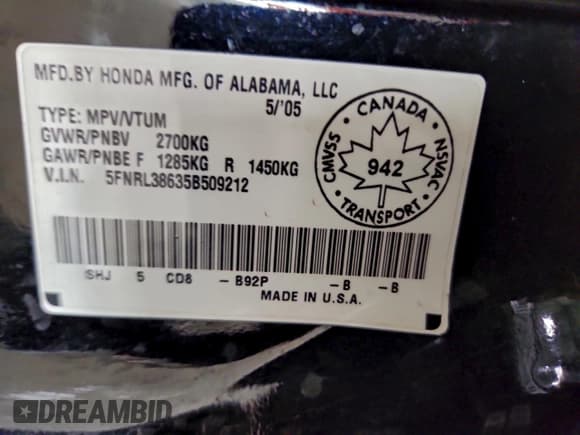 MFD.BY HONDA MFG. OF ALABAMA, LLC
5/'05
TYPE: MPV/VTUM
GVWR/PNBV 2700KG
GAWR/PNBE F 1285KG R 1450KG
V.I.N. 5FNRL38635B509212
CANADA
CMVSS
942
NSVAC
TRANSPORT
SHJ 5 CD8 - B92P - B - B
MADE IN U.S.A.
DREAMBID